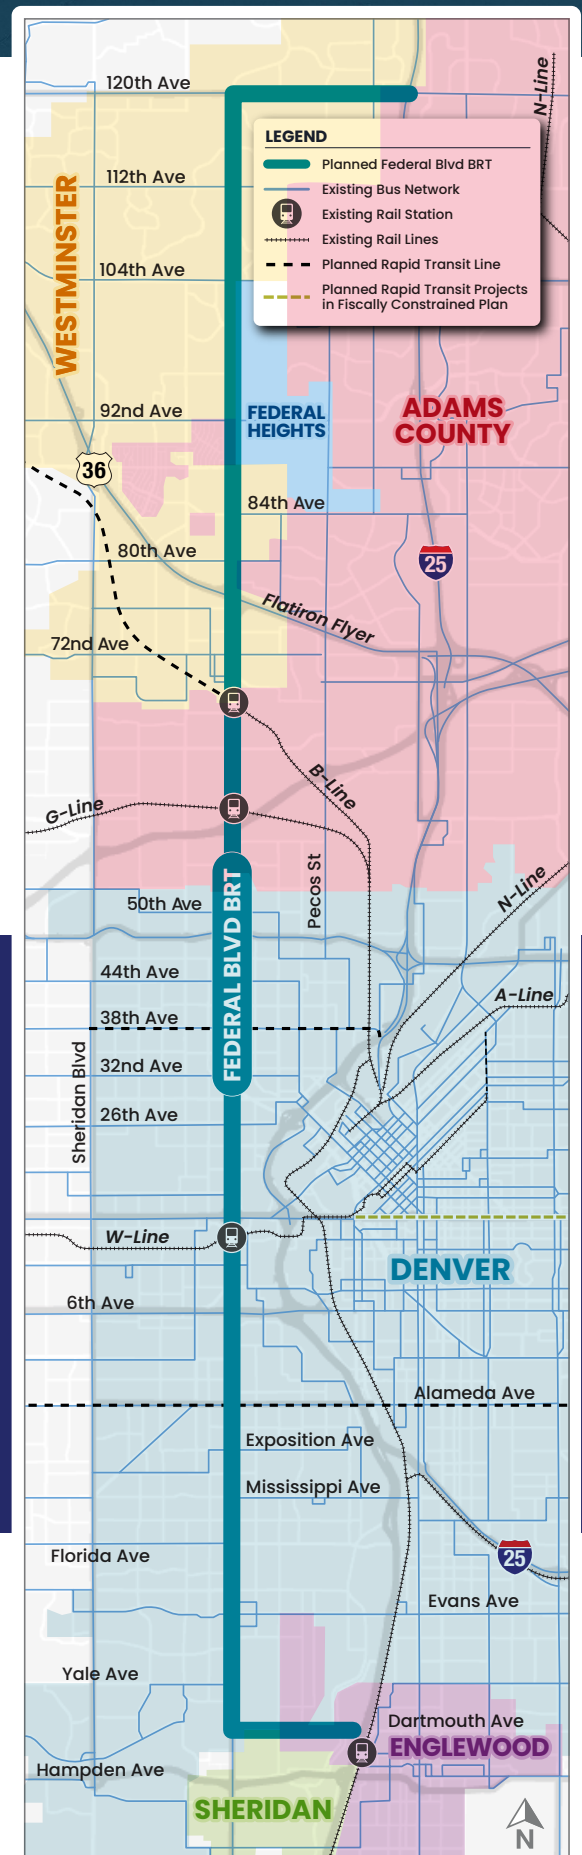 120th Ave
N-Line
LEGEND
Planned Federal Blvd BRT
Existing Bus Network
Existing Rail Station
Existing Rail Lines
Planned Rapid Transit Line
Planned Rapid Transit Projects
in Fiscally Constrained Plan
112th Ave
WESTMINSTER
104th Ave
92nd Ave
FEDERAL
HEIGHTS
ADAMS
COUNTY
36
84th Ave
80th Ave
25
Flatiron Flyer
72nd Ave
B-Line
G-Line
Pecos St
FEDERAL BLVD BRT
50th Ave
N-Line
44th Ave
A-Line
38th Ave
Sheridan Blvd
32nd Ave
26th Ave
W-Line
DENVER
6th Ave
Alameda Ave
Exposition Ave
Mississippi Ave
Florida Ave
25
Evans Ave
Yale Ave
Dartmouth Ave
ENGLEWOOD
Hampden Ave
SHERIDAN
N